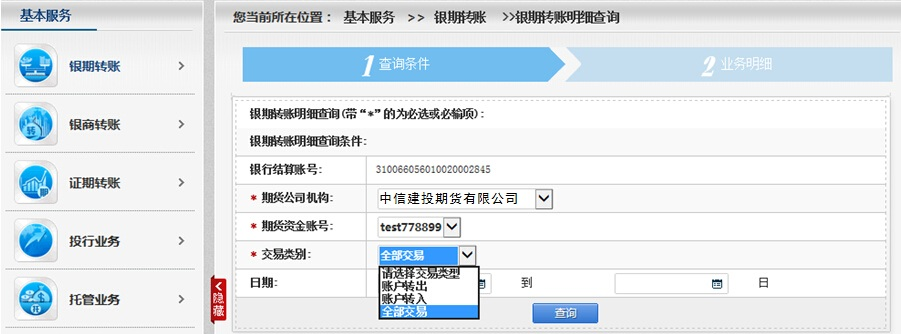 基本服务
银期转账
银商转账
证期转账
投行业务
托管业务
隐藏
您当前所在位置： 基本服务 >> 银期转账 >>银期转账明细查询
1 查询条件
2 业务明细
银期转账明细查询(带“*”的为必选或必输项):
银期转账明细查询条件:
银行结算账号: 310066056010020002845
* 期货公司机构: 中信建投期货有限公司
* 期货资金账号: test778899
* 交易类别: 全部交易
请选择交易类型
账户转出
账户转入
全部交易
日期: 到 日
查询